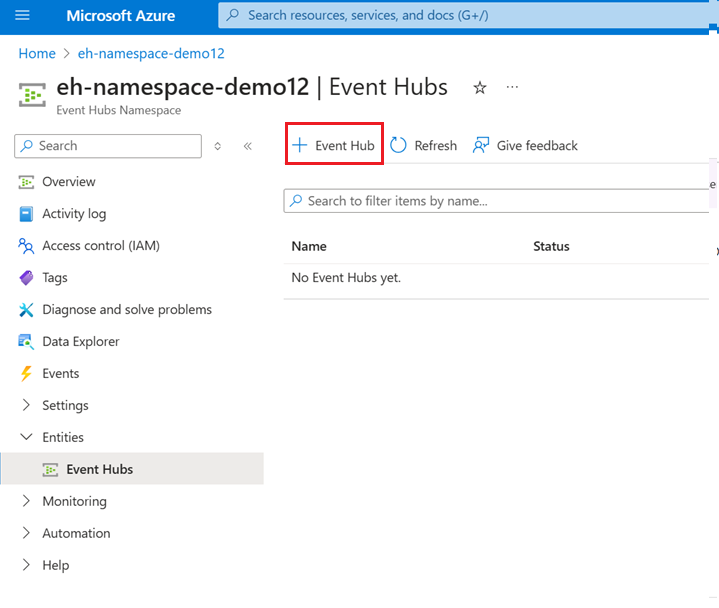 Microsoft Azure
Search resources, services, and docs (G+/)
Home > eh-namespace-demo12
eh-namespace-demo12 | Event Hubs
Event Hubs Namespace
Search
+ Event Hub Refresh Give feedback
Overview
Activity log
Access control (IAM)
Tags
Diagnose and solve problems
Data Explorer
Events
Settings
Entities
Event Hubs
Monitoring
Automation
Help
Search to filter items by name...
Name Status
No Event Hubs yet.